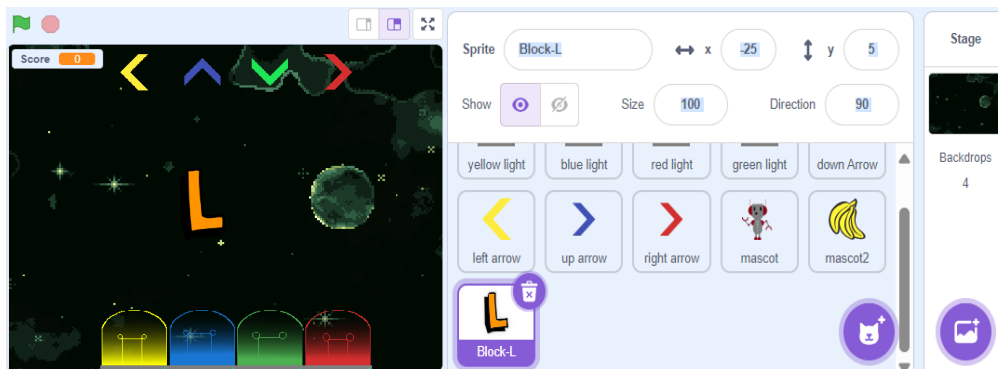 Score 0
L
Sprite Block-L x -25 y 5
Show Size 100 Direction 90
yellow light blue light red light green light down Arrow
left arrow up arrow right arrow mascot mascot2
L
Block-L
Stage
Backdrops
4